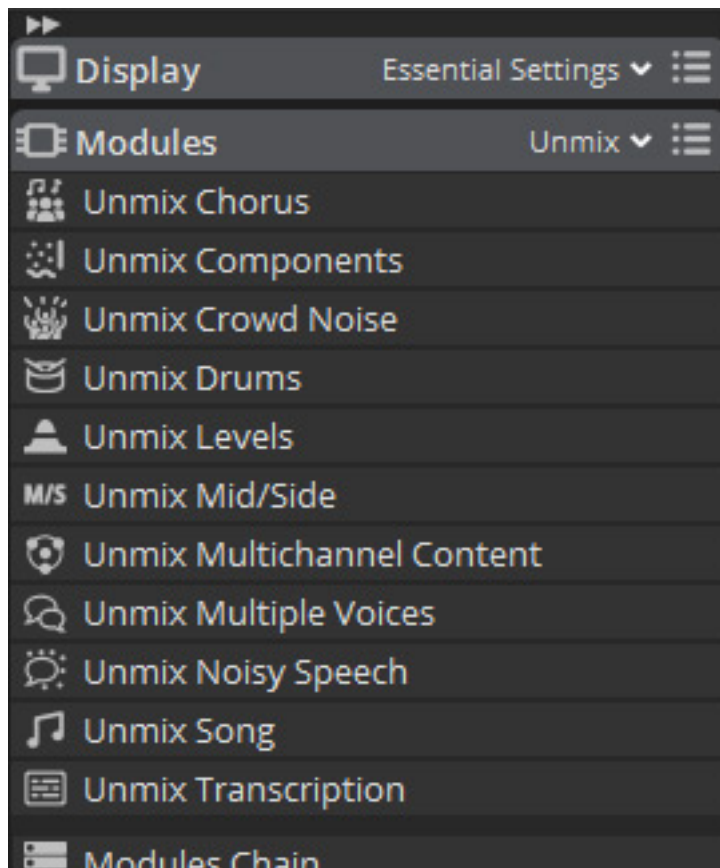 Display Essential Settings
Modules Unmix
Unmix Chorus
Unmix Components
Unmix Crowd Noise
Unmix Drums
Unmix Levels
M/S Unmix Mid/Side
Unmix Multichannel Content
Unmix Multiple Voices
Unmix Noisy Speech
Unmix Song
Unmix Transcription
Modules Chain